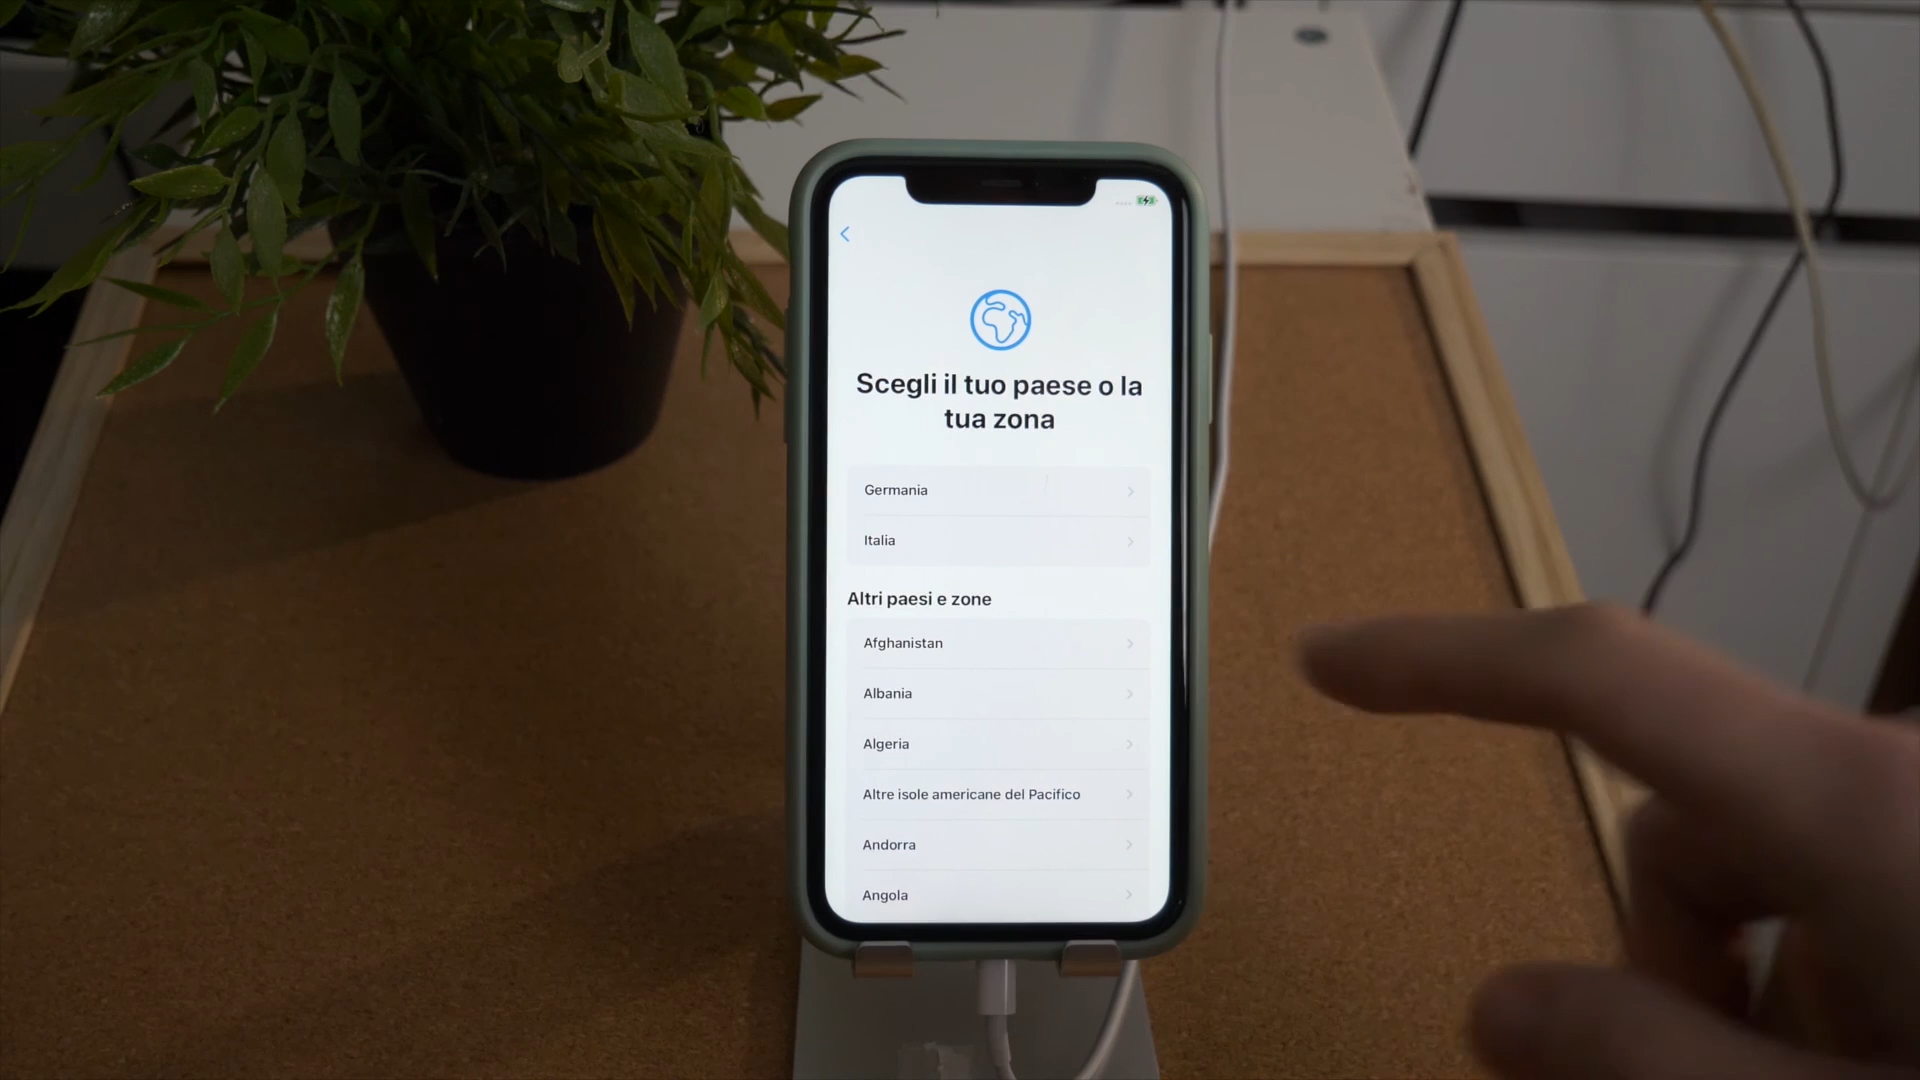 Scegli il tuo paese o la
tua zona
Germania
Italia
Altri paesi e zone
Afghanistan
Albania
Algeria
Altre isole americane del Pacifico
Andorra
Angola